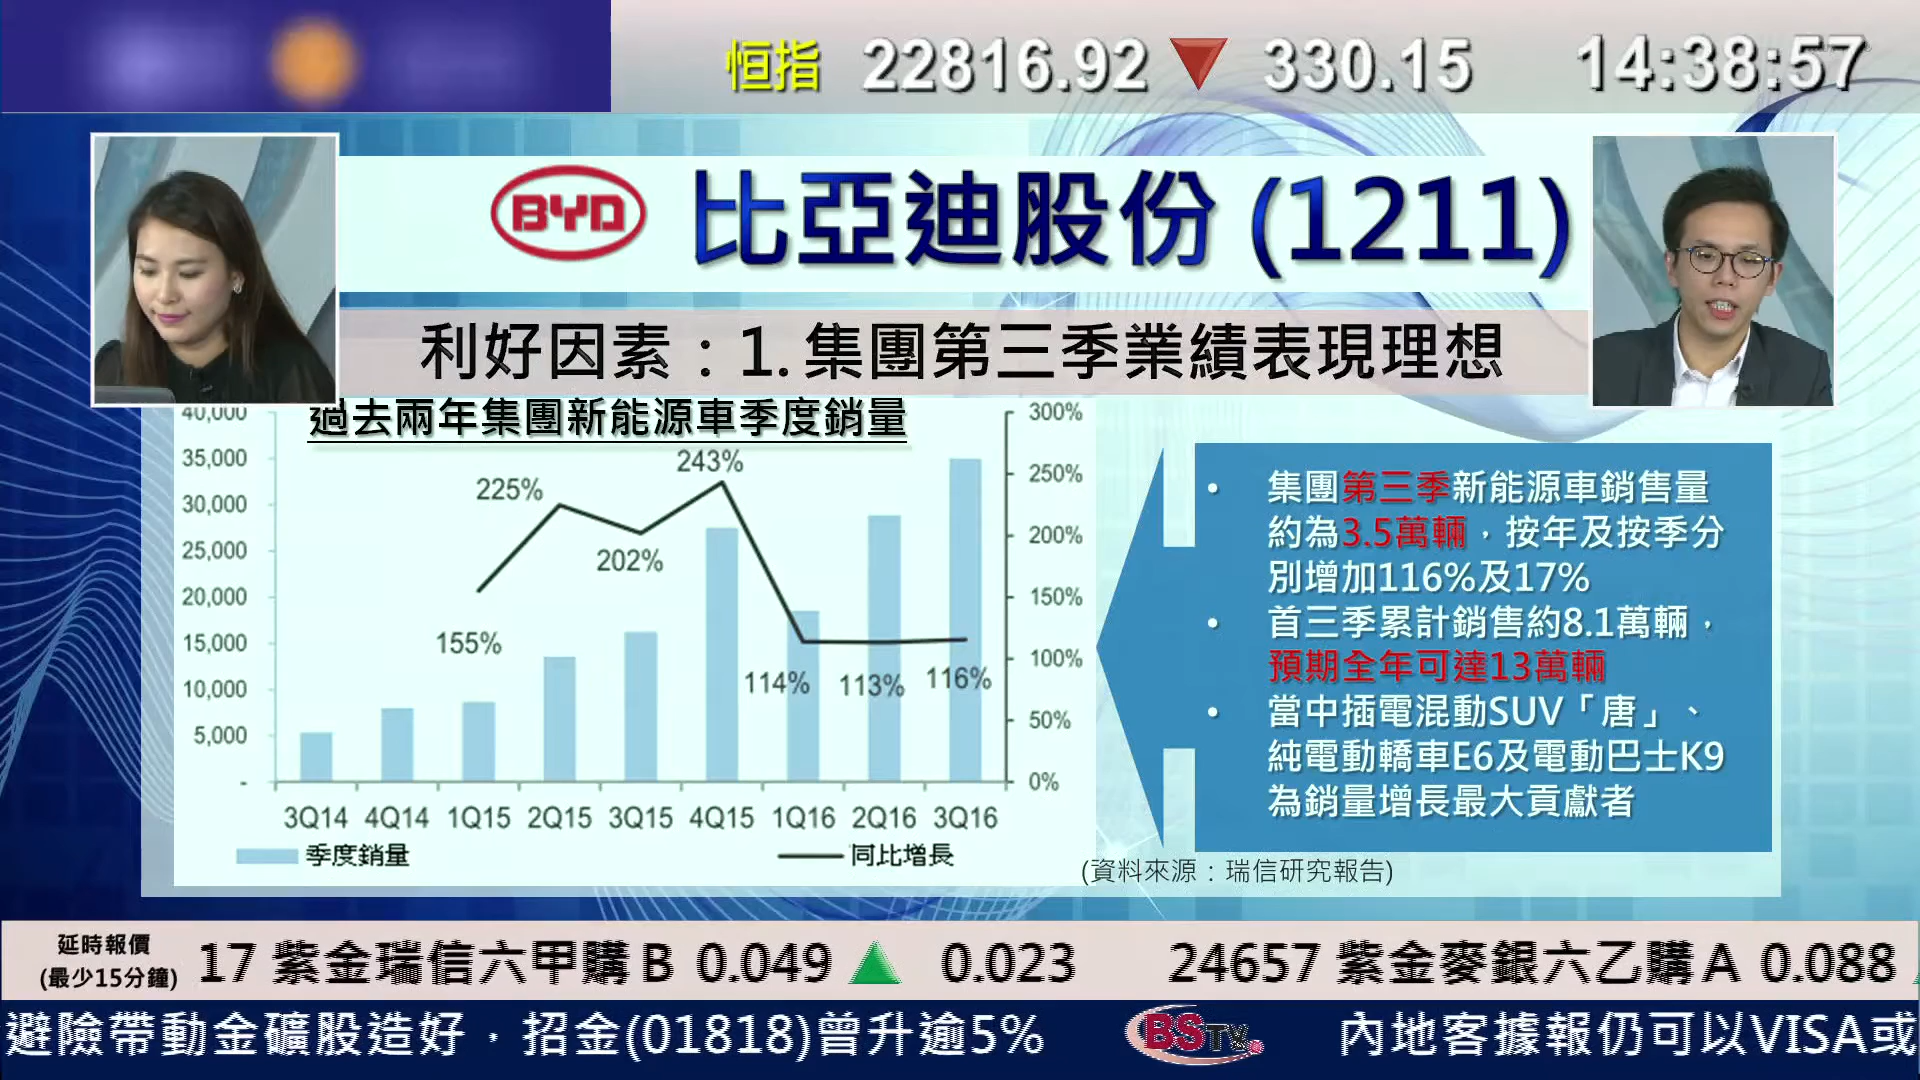 恒指 22816.92 ▼ 330.15 14:38:57
BYD 比亞迪股份 (1211)
利好因素：1. 集團第三季業績表現理想
過去兩年集團新能源車季度銷量
40,000
35,000
30,000
25,000
20,000
15,000
10,000
5,000
-
300%
250%
200%
150%
100%
50%
0%
155%
225%
202%
243%
114%
113%
116%
3Q14 4Q14 1Q15 2Q15 3Q15 4Q15 1Q16 2Q16 3Q16
季度銷量 同比增長
• 集團第三季新能源車銷售量
約為3.5萬輛，按年及按季分
別增加116%及17%
• 首三季累計銷售約8.1萬輛，
預期全年可達13萬輛
• 當中插電混動SUV「唐」、
純電動轎車E6及電動巴士K9
為銷量增長最大貢獻者
(資料來源：瑞信研究報告)
延時報價
(最少15分鐘)
17 紫金瑞信六甲購B 0.049 ▲ 0.023 24657 紫金麥銀六乙購A 0.088
避險帶動金礦股造好，招金(01818)曾升逾5% BSTV 內地客據報仍可以VISA或